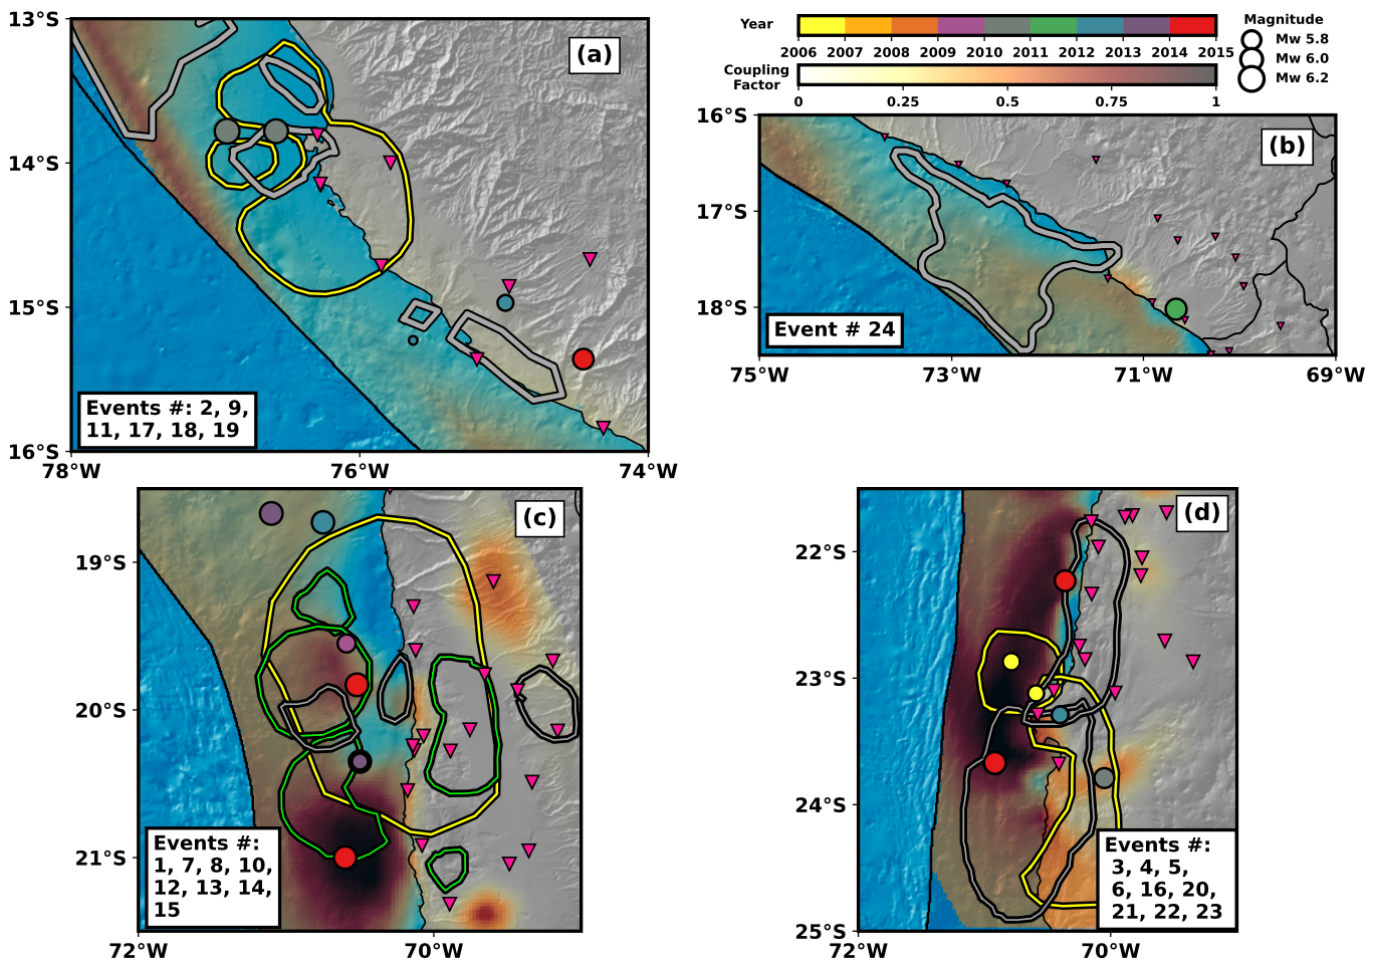 13°S
14°S
15°S
16°S
78°W
76°W
74°W
(a)
Events #: 2, 9,
11, 17, 18, 19
Year
2006 2007 2008 2009 2010 2011 2012 2013 2014 2015
Coupling
Factor
0 0.25 0.5 0.75 1
Magnitude
Mw 5.8
Mw 6.0
Mw 6.2
16°S
17°S
18°S
75°W
73°W
71°W
69°W
(b)
Event # 24
19°S
20°S
21°S
72°W
70°W
(c)
Events #:
1, 7, 8, 10,
12, 13, 14,
15
22°S
23°S
24°S
25°S
72°W
70°W
(d)
Events #:
3, 4, 5,
6, 16, 20,
21, 22, 23